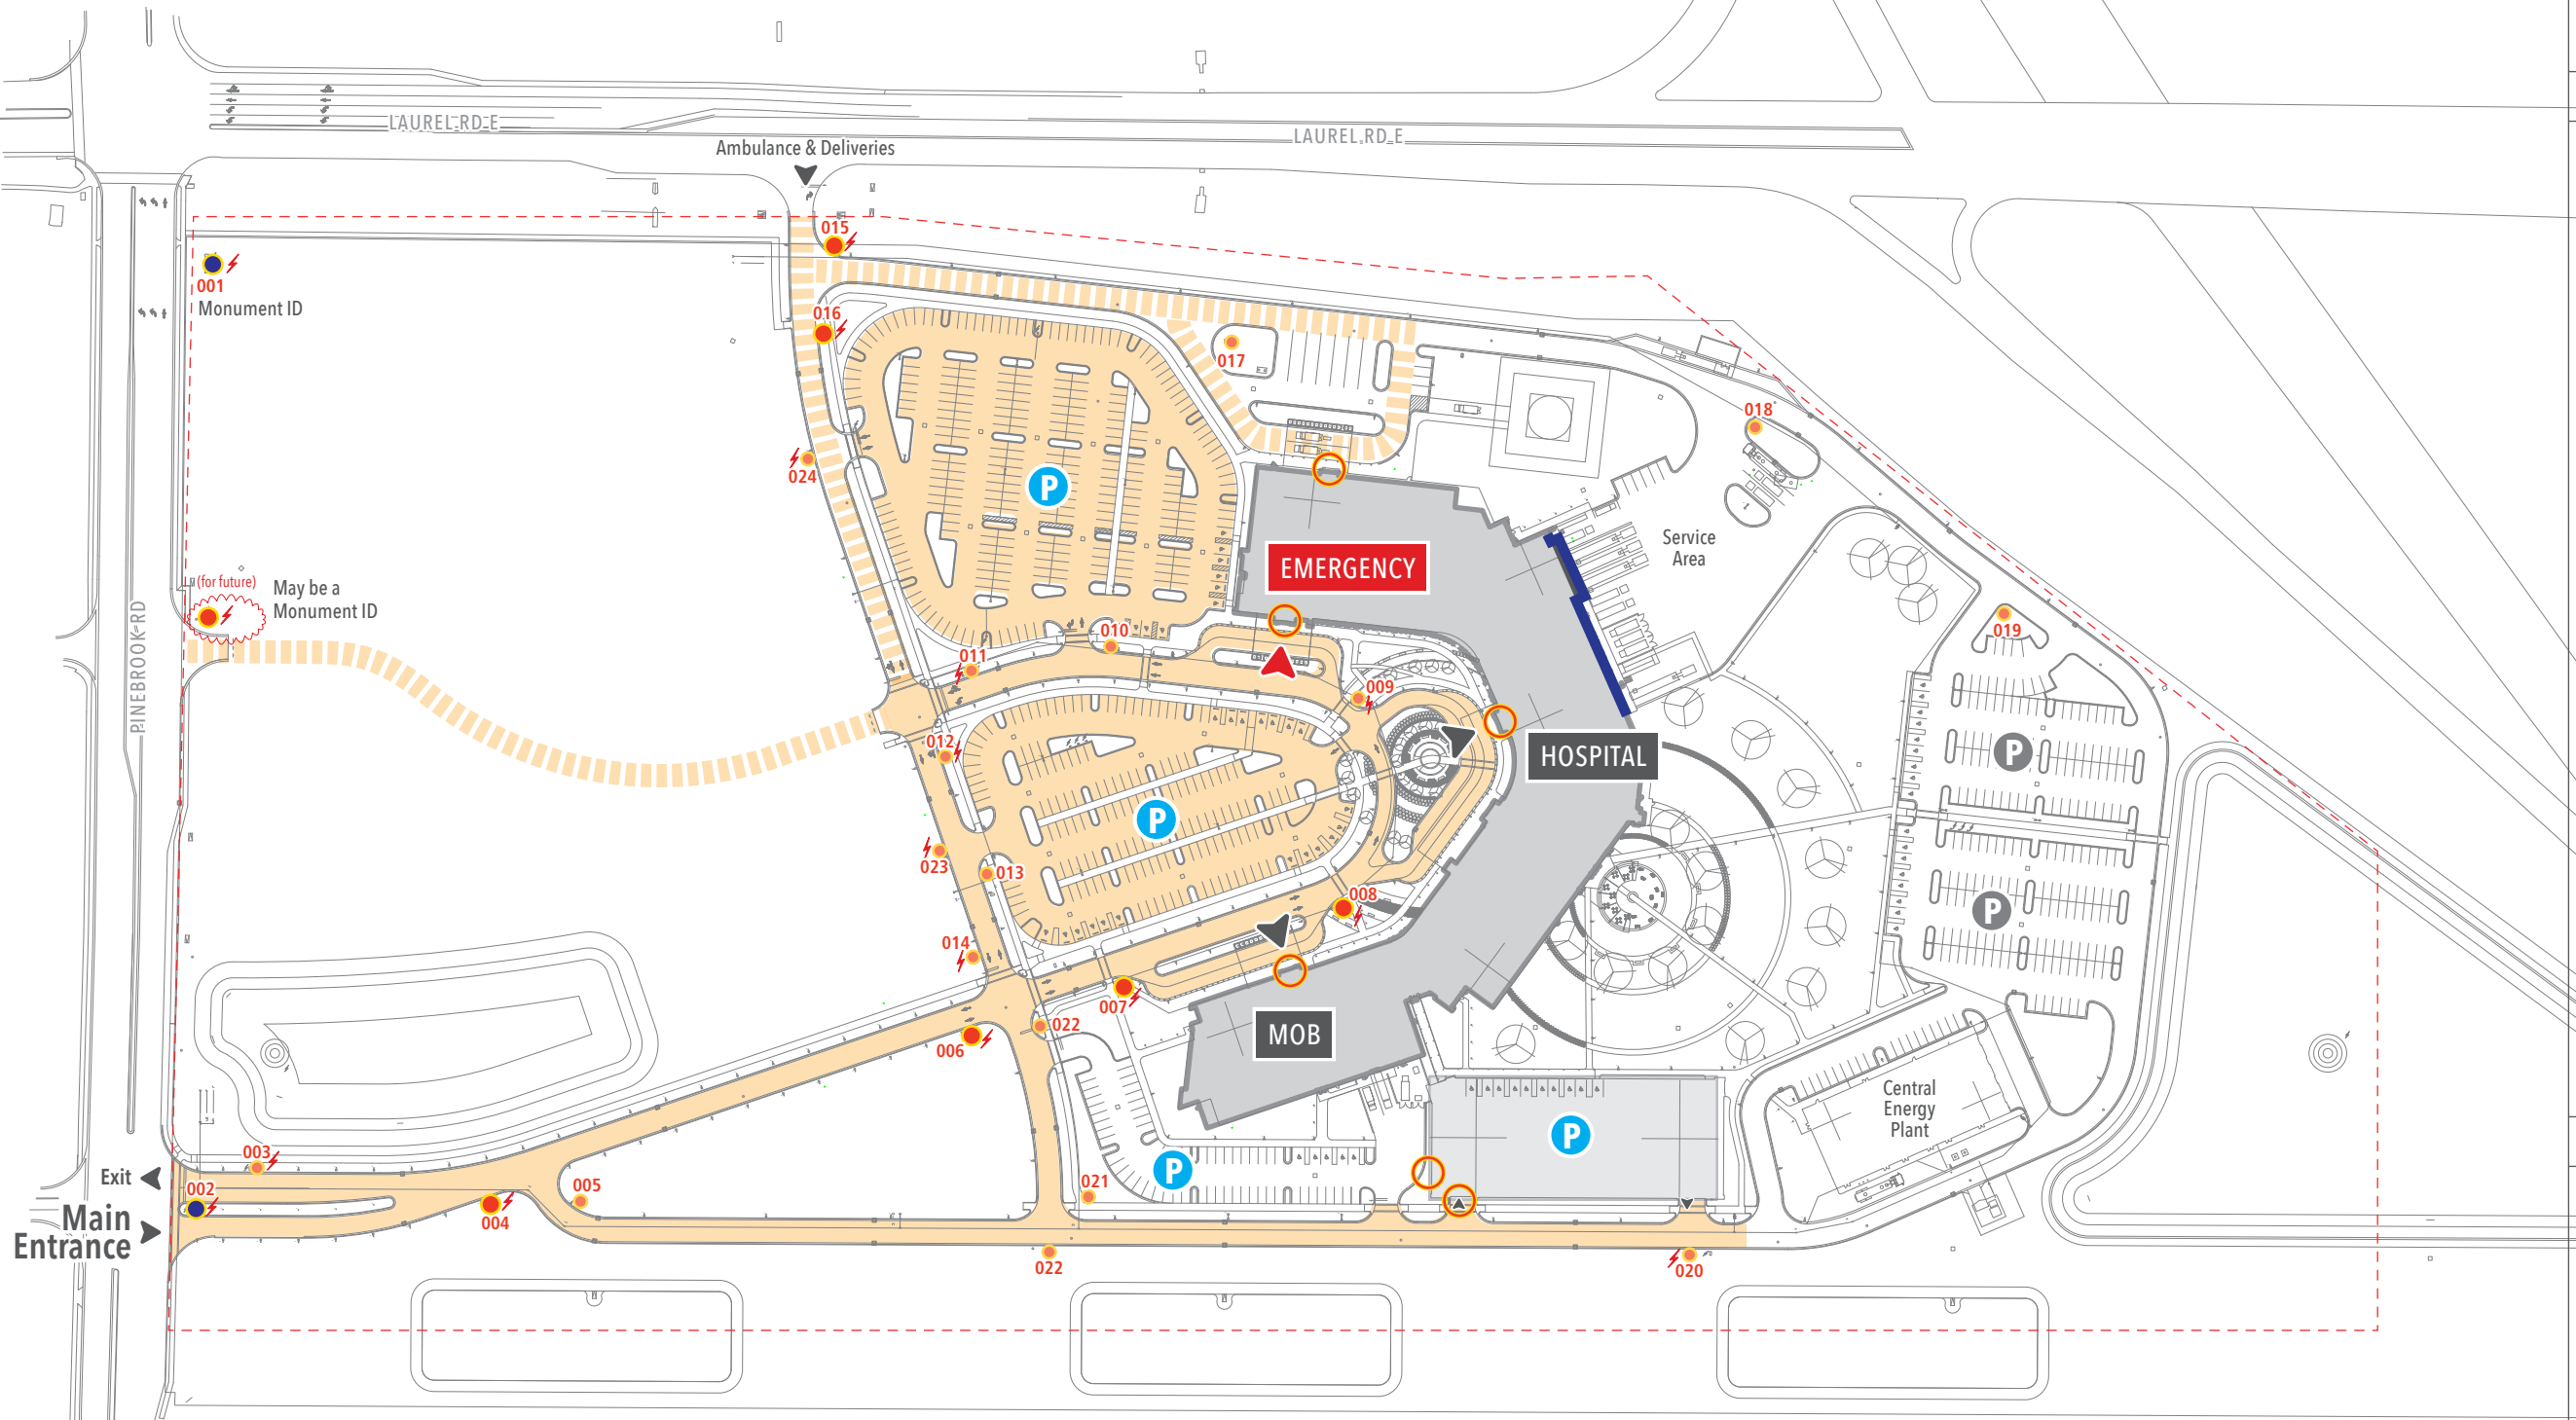 LAUREL RD E
LAUREL RD E
Ambulance & Deliveries
015
001
Monument ID
016
017
018
024
P
Service
Area
EMERGENCY
(for future)
May be a
Monument ID
PINEBROOK RD
010
019
011
009
012
HOSPITAL
P
P
023
013
008
P
014
007
022
006
MOB
Central
Energy
Plant
P
003
P
Exit
002
005
021
004
Main
Entrance
022
020